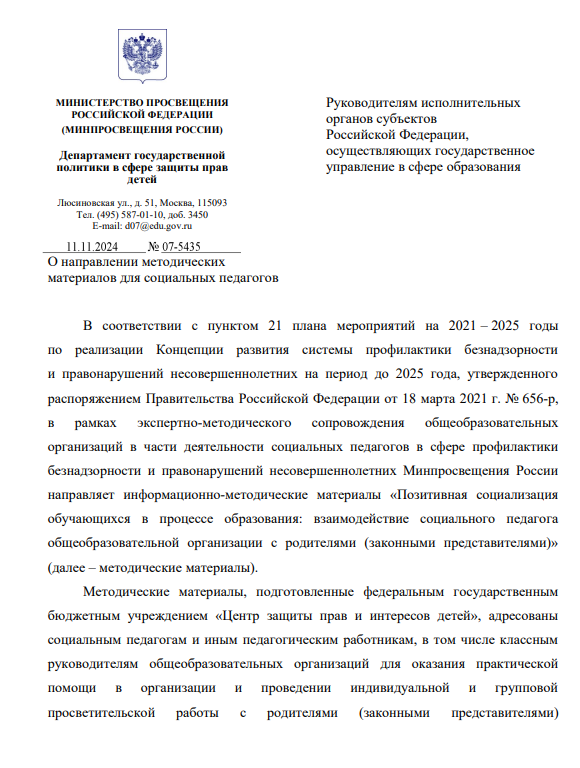 МИНИСТЕРСТВО ПРОСВЕЩЕНИЯ
РОССИЙСКОЙ ФЕДЕРАЦИИ
(МИНПРОСВЕЩЕНИЯ РОССИИ)
Департамент государственной
политики в сфере защиты прав
детей
Люсиновская ул., д. 51, Москва, 115093
Тел. (495) 587-01-10, доб. 3450
E-mail: d07@edu.gov.ru
11.11.2024 № 07-5435
О направлении методических
материалов для социальных педагогов
Руководителям исполнительных
органов субъектов
Российской Федерации,
осуществляющих государственное
управление в сфере образования
В соответствии с пунктом 21 плана мероприятий на 2021 – 2025 годы
по реализации Концепции развития системы профилактики безнадзорности
и правонарушений несовершеннолетних на период до 2025 года, утвержденного
распоряжением Правительства Российской Федерации от 18 марта 2021 г. № 656-р,
в рамках экспертно-методического сопровождения общеобразовательных
организаций в части деятельности социальных педагогов в сфере профилактики
безнадзорности и правонарушений несовершеннолетних Минпросвещения России
направляет информационно-методические материалы «Позитивная социализация
обучающихся в процессе образования: взаимодействие социального педагога
общеобразовательной организации с родителями (законными представителями)»
(далее – методические материалы).
Методические материалы, подготовленные федеральным государственным
бюджетным учреждением «Центр защиты прав и интересов детей», адресованы
социальным педагогам и иным педагогическим работникам, в том числе классным
руководителям общеобразовательных организаций для оказания практической
помощи в организации и проведении индивидуальной и групповой
просветительской работы с родителями (законными представителями)